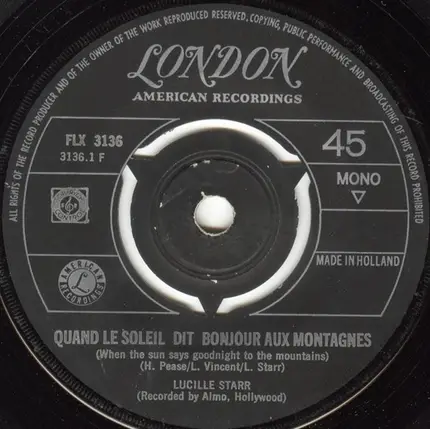 ALL RIGHTS OF THE RECORD PRODUCER AND OF THE OWNER OF THE WORK REPRODUCED RESERVED, COPYING, PUBLIC PERFORMANCE AND BROADCASTING OF THIS RECORD PROHIBITED
LONDON
AMERICAN RECORDINGS
FLX 3136
3136.1 F
45
MONO
MADE IN HOLLAND
AMERICAN
L
RECORDINGS
QUAND LE SOLEIL DIT BONJOUR AUX MONTAGNES
(When the sun says goodnight to the mountains)
(H. Pease/L. Vincent/L. Starr)
LUCILLE STARR
(Recorded by Almo, Hollywood)